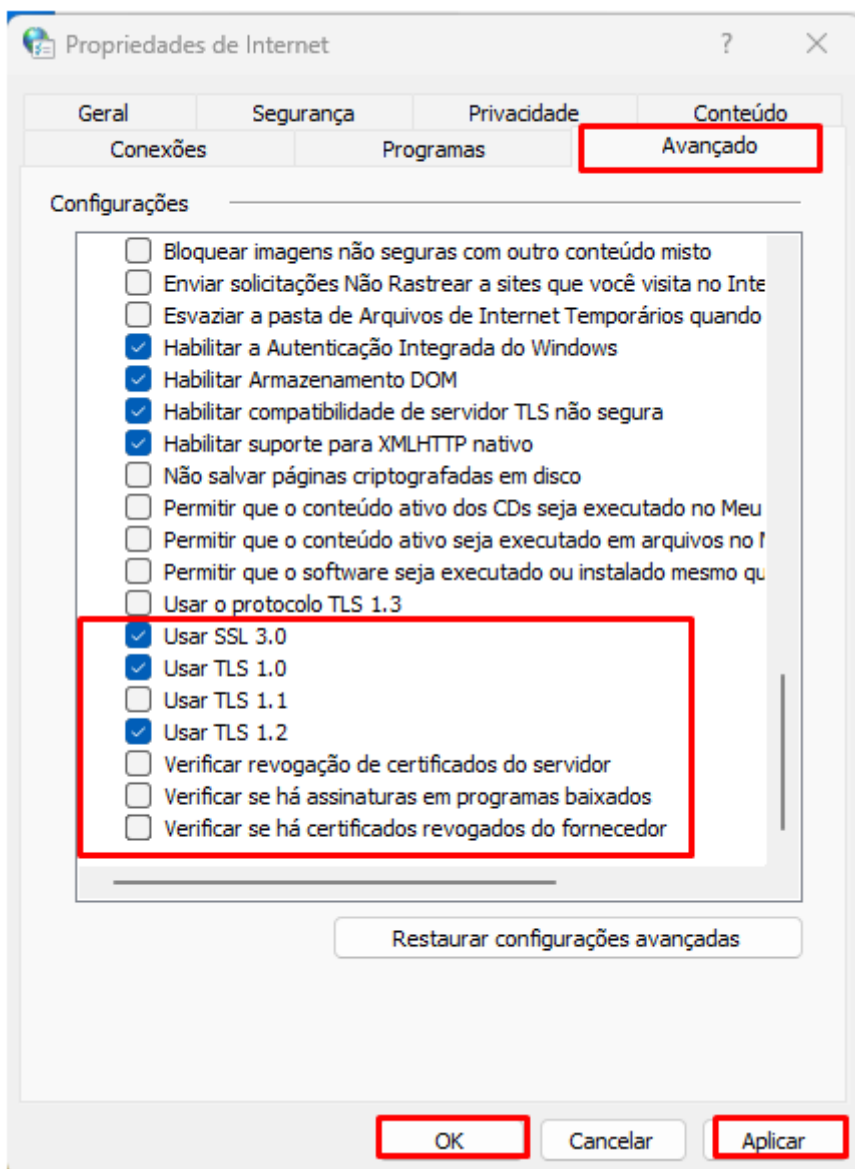 Propriedades de Internet ?
Geral Segurança Privacidade Conteúdo
Conexões Programas Avançado
Configurações
Bloquear imagens não seguras com outro conteúdo misto
Enviar solicitações Não Rastrear a sites que você visita no Inte
Esvaziar a pasta de Arquivos de Internet Temporários quando
Habilitar a Autenticação Integrada do Windows
Habilitar Armazenamento DOM
Habilitar compatibilidade de servidor TLS não segura
Habilitar suporte para XMLHTTP nativo
Não salvar páginas criptografadas em disco
Permitir que o conteúdo ativo dos CDs seja executado no Meu
Permitir que o conteúdo ativo seja executado em arquivos no
Permitir que o software seja executado ou instalado mesmo qu
Usar o protocolo TLS 1.3
Usar SSL 3.0
Usar TLS 1.0
Usar TLS 1.1
Usar TLS 1.2
Verificar revogação de certificados do servidor
Verificar se há assinaturas em programas baixados
Verificar se há certificados revogados do fornecedor
Restaurar configurações avançadas
OK Cancelar Aplicar